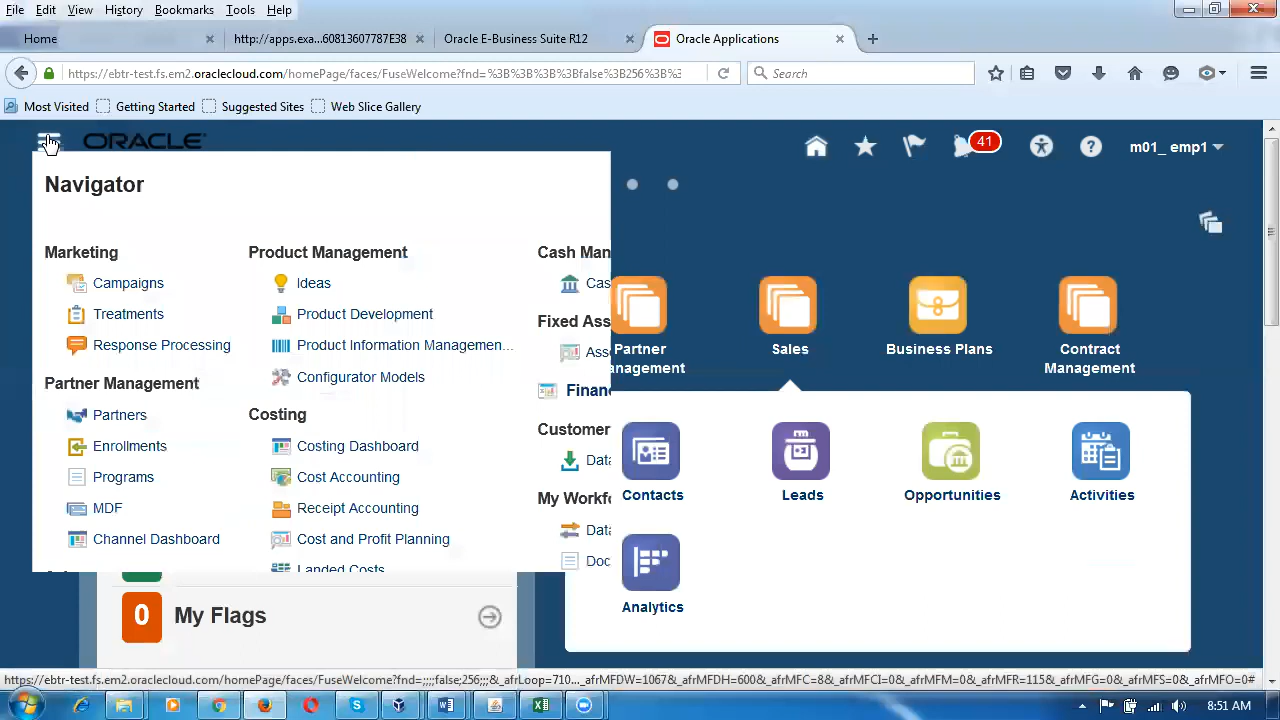 File Edit View History Bookmarks Tools Help
Home
http://apps.exa...60813607787E38
Oracle E-Business Suite R12
Oracle Applications
https://ebtr-test.fs.em2.oraclecloud.com/homePage/faces/FuseWelcome?fnd=%3B%3B%3B%3Bfalse%3B256%3B%3
Search
Most Visited Getting Started Suggested Sites Web Slice Gallery
ORACLE
41
m01_ emp1
Navigator
Marketing
Campaigns
Treatments
Response Processing
Partner Management
Partners
Enrollments
Programs
MDF
Channel Dashboard
Product Management
Ideas
Product Development
Product Information Managemen...
Configurator Models
Costing
Costing Dashboard
Cost Accounting
Receipt Accounting
Cost and Profit Planning
Landed Costs
Cash Man
Cas
Fixed Ass
Ass
Financ
Customer
Data
My Workfo
Data
Doc
Partner
anagement
Sales
Business Plans
Contract
Management
Contacts
Leads
Opportunities
Activities
Analytics
0 My Flags
https://ebtr-test.fs.em2.oraclecloud.com/homePage/faces/FuseWelcome?fnd=;;;;false;256;;;&_afrLoop=710..._afrMFDW=1067&_afrMFDH=600&_afrMFC=8&_afrMFCI=0&_afrMFM=0&_afrMFR=115&_afrMFG=0&_afrMFS=0&_afrMFO=0#
8:51 AM